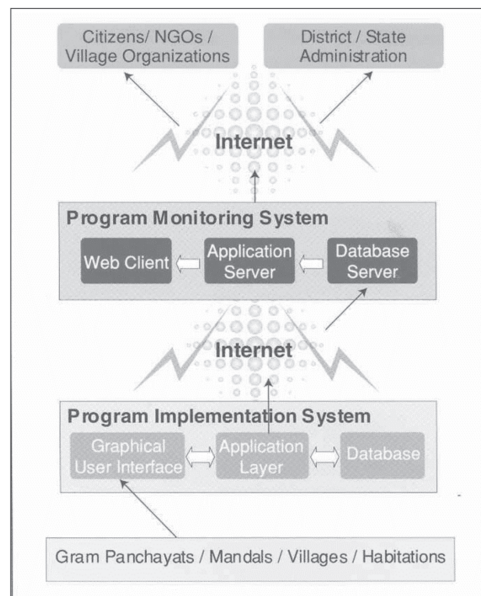 Citizens/ NGOs /
Village Organizations
District / State
Administration
Internet
Program Monitoring System
Web Client
Application
Server
Database
Server
Internet
Program Implementation System
Graphical
User Interface
Application
Layer
Database
Gram Panchayats / Mandals / Villages / Habitations